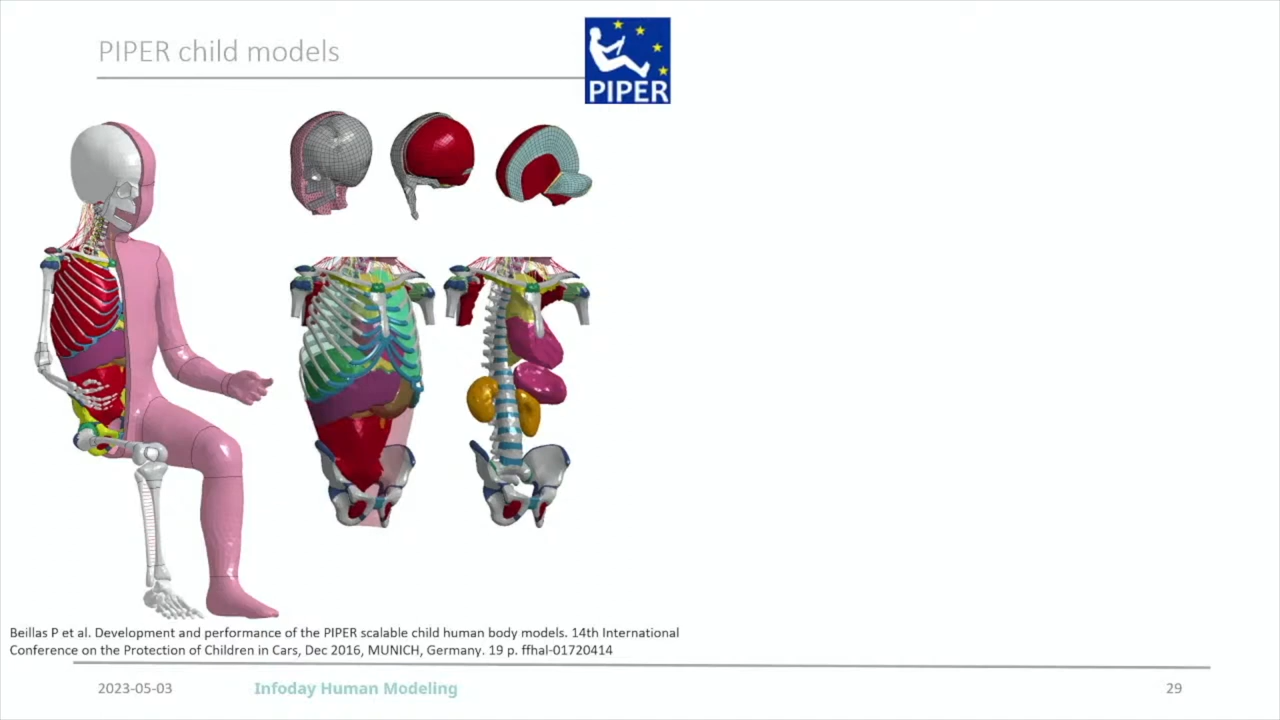 PIPER child models
PIPER
Beillas P et al. Development and performance of the PIPER scalable child human body models. 14th International
Conference on the Protection of Children in Cars, Dec 2016, MUNICH, Germany. 19 p. ffhal-01720414
2023-05-03
Infoday Human Modeling
29